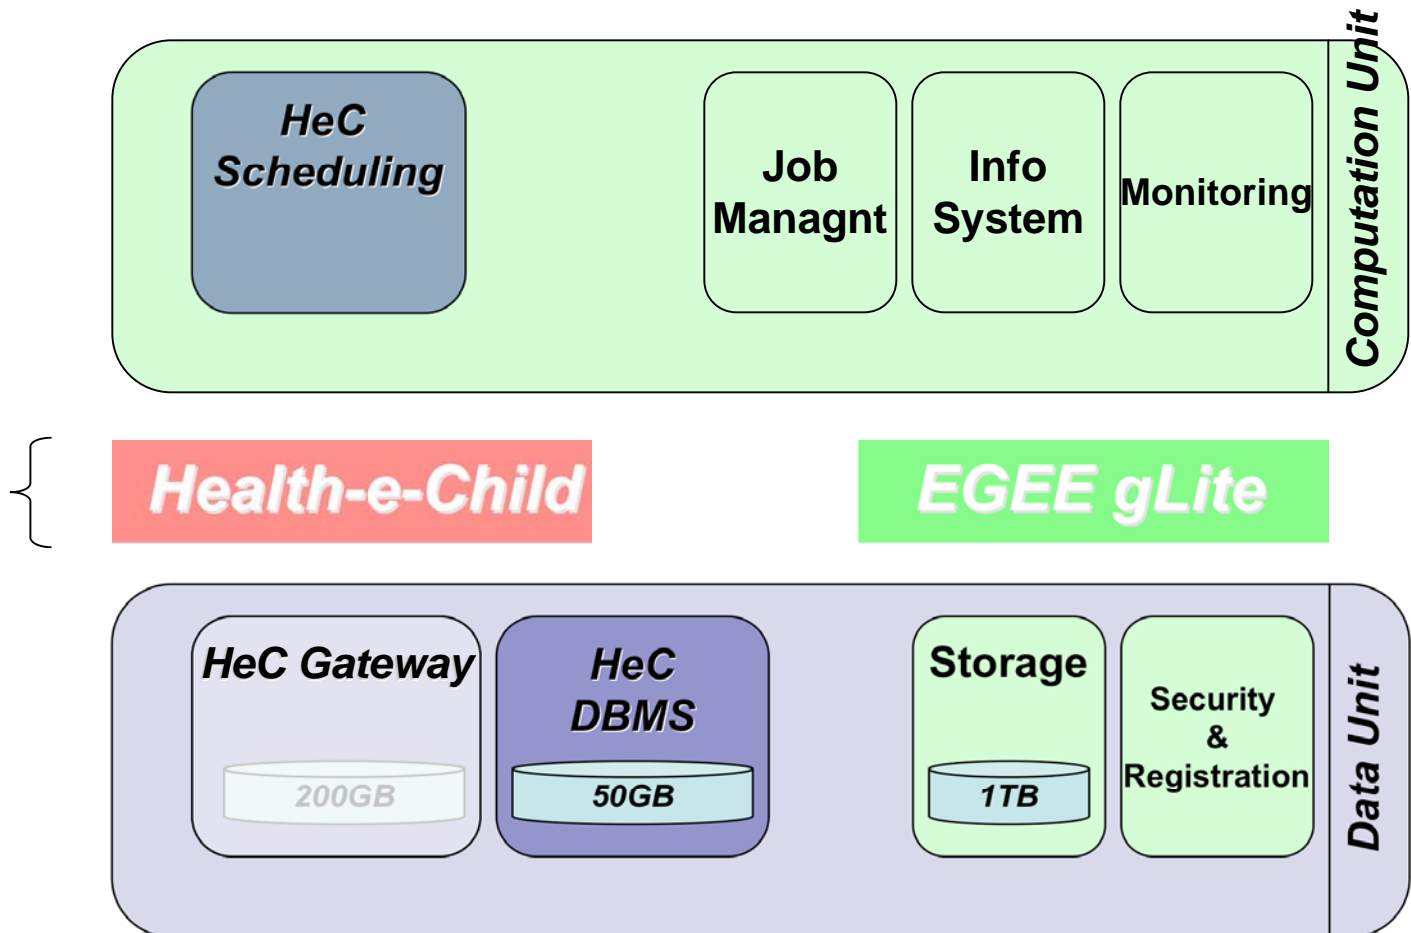 HeC
Scheduling
Job
Managnt
Info
System
Monitoring
Computation Unit
Health-e-Child
EGEE gLite
HeC Gateway
200GB
HeC
DBMS
50GB
Storage
1TB
Security
&
Registration
Data Unit